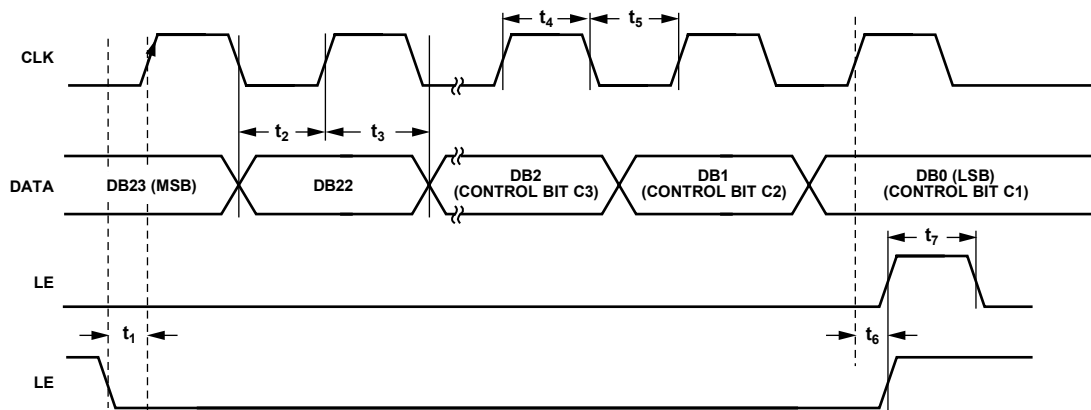 t4
t5
CLK
t2
t3
DATA
DB23 (MSB)
DB22
DB2
(CONTROL BIT C3)
DB1
(CONTROL BIT C2)
DB0 (LSB)
(CONTROL BIT C1)
t7
LE
t1
t6
LE